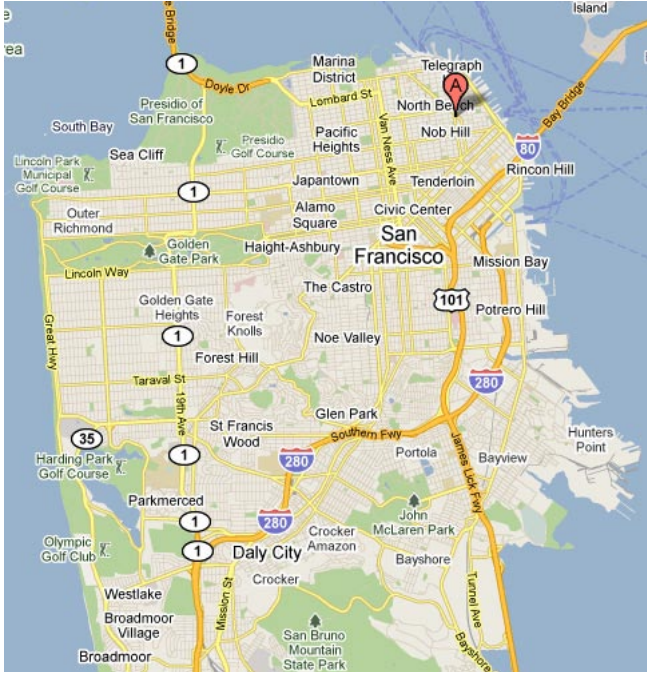 Island
e Bridge
rea
1
Doyle Dr
Marina
District
Telegraph
A
North Beach
Lombard St
Bay Bridge
Presidio of
San Francisco
South Bay
Presidio
Golf Course
Pacific
Heights
Van Ness Ave
Nob Hill
80
Sea Cliff
Lincoln Park
Municipal
Golf Course
1
Japantown
Tenderloin
Rincon Hill
Outer
Richmond
Alamo
Square
Civic Center
Golden
Gate Park
Haight-Ashbury
San
Francisco
Lincoln Way
Mission Bay
The Castro
101
Golden Gate
Heights
Forest
Knolls
Potrero Hill
Great Hwy
1
Noe Valley
Forest Hill
Taraval St
280
19th Ave
Glen Park
St Francis
Wood
Southern Fwy
35
Hunters
Point
Harding Park
Golf Course
1
280
Portola
Bayview
James Lick Fwy
Parkmerced
John
McLaren Park
1
280
Olympic
Golf Club
1
Daly City
Crocker
Amazon
Bayshore
Westlake
Mission St
Crocker
Tunnel Ave
Broadmoor
Village
San Bruno
Mountain
State Park
Bayshore
Broadmoor